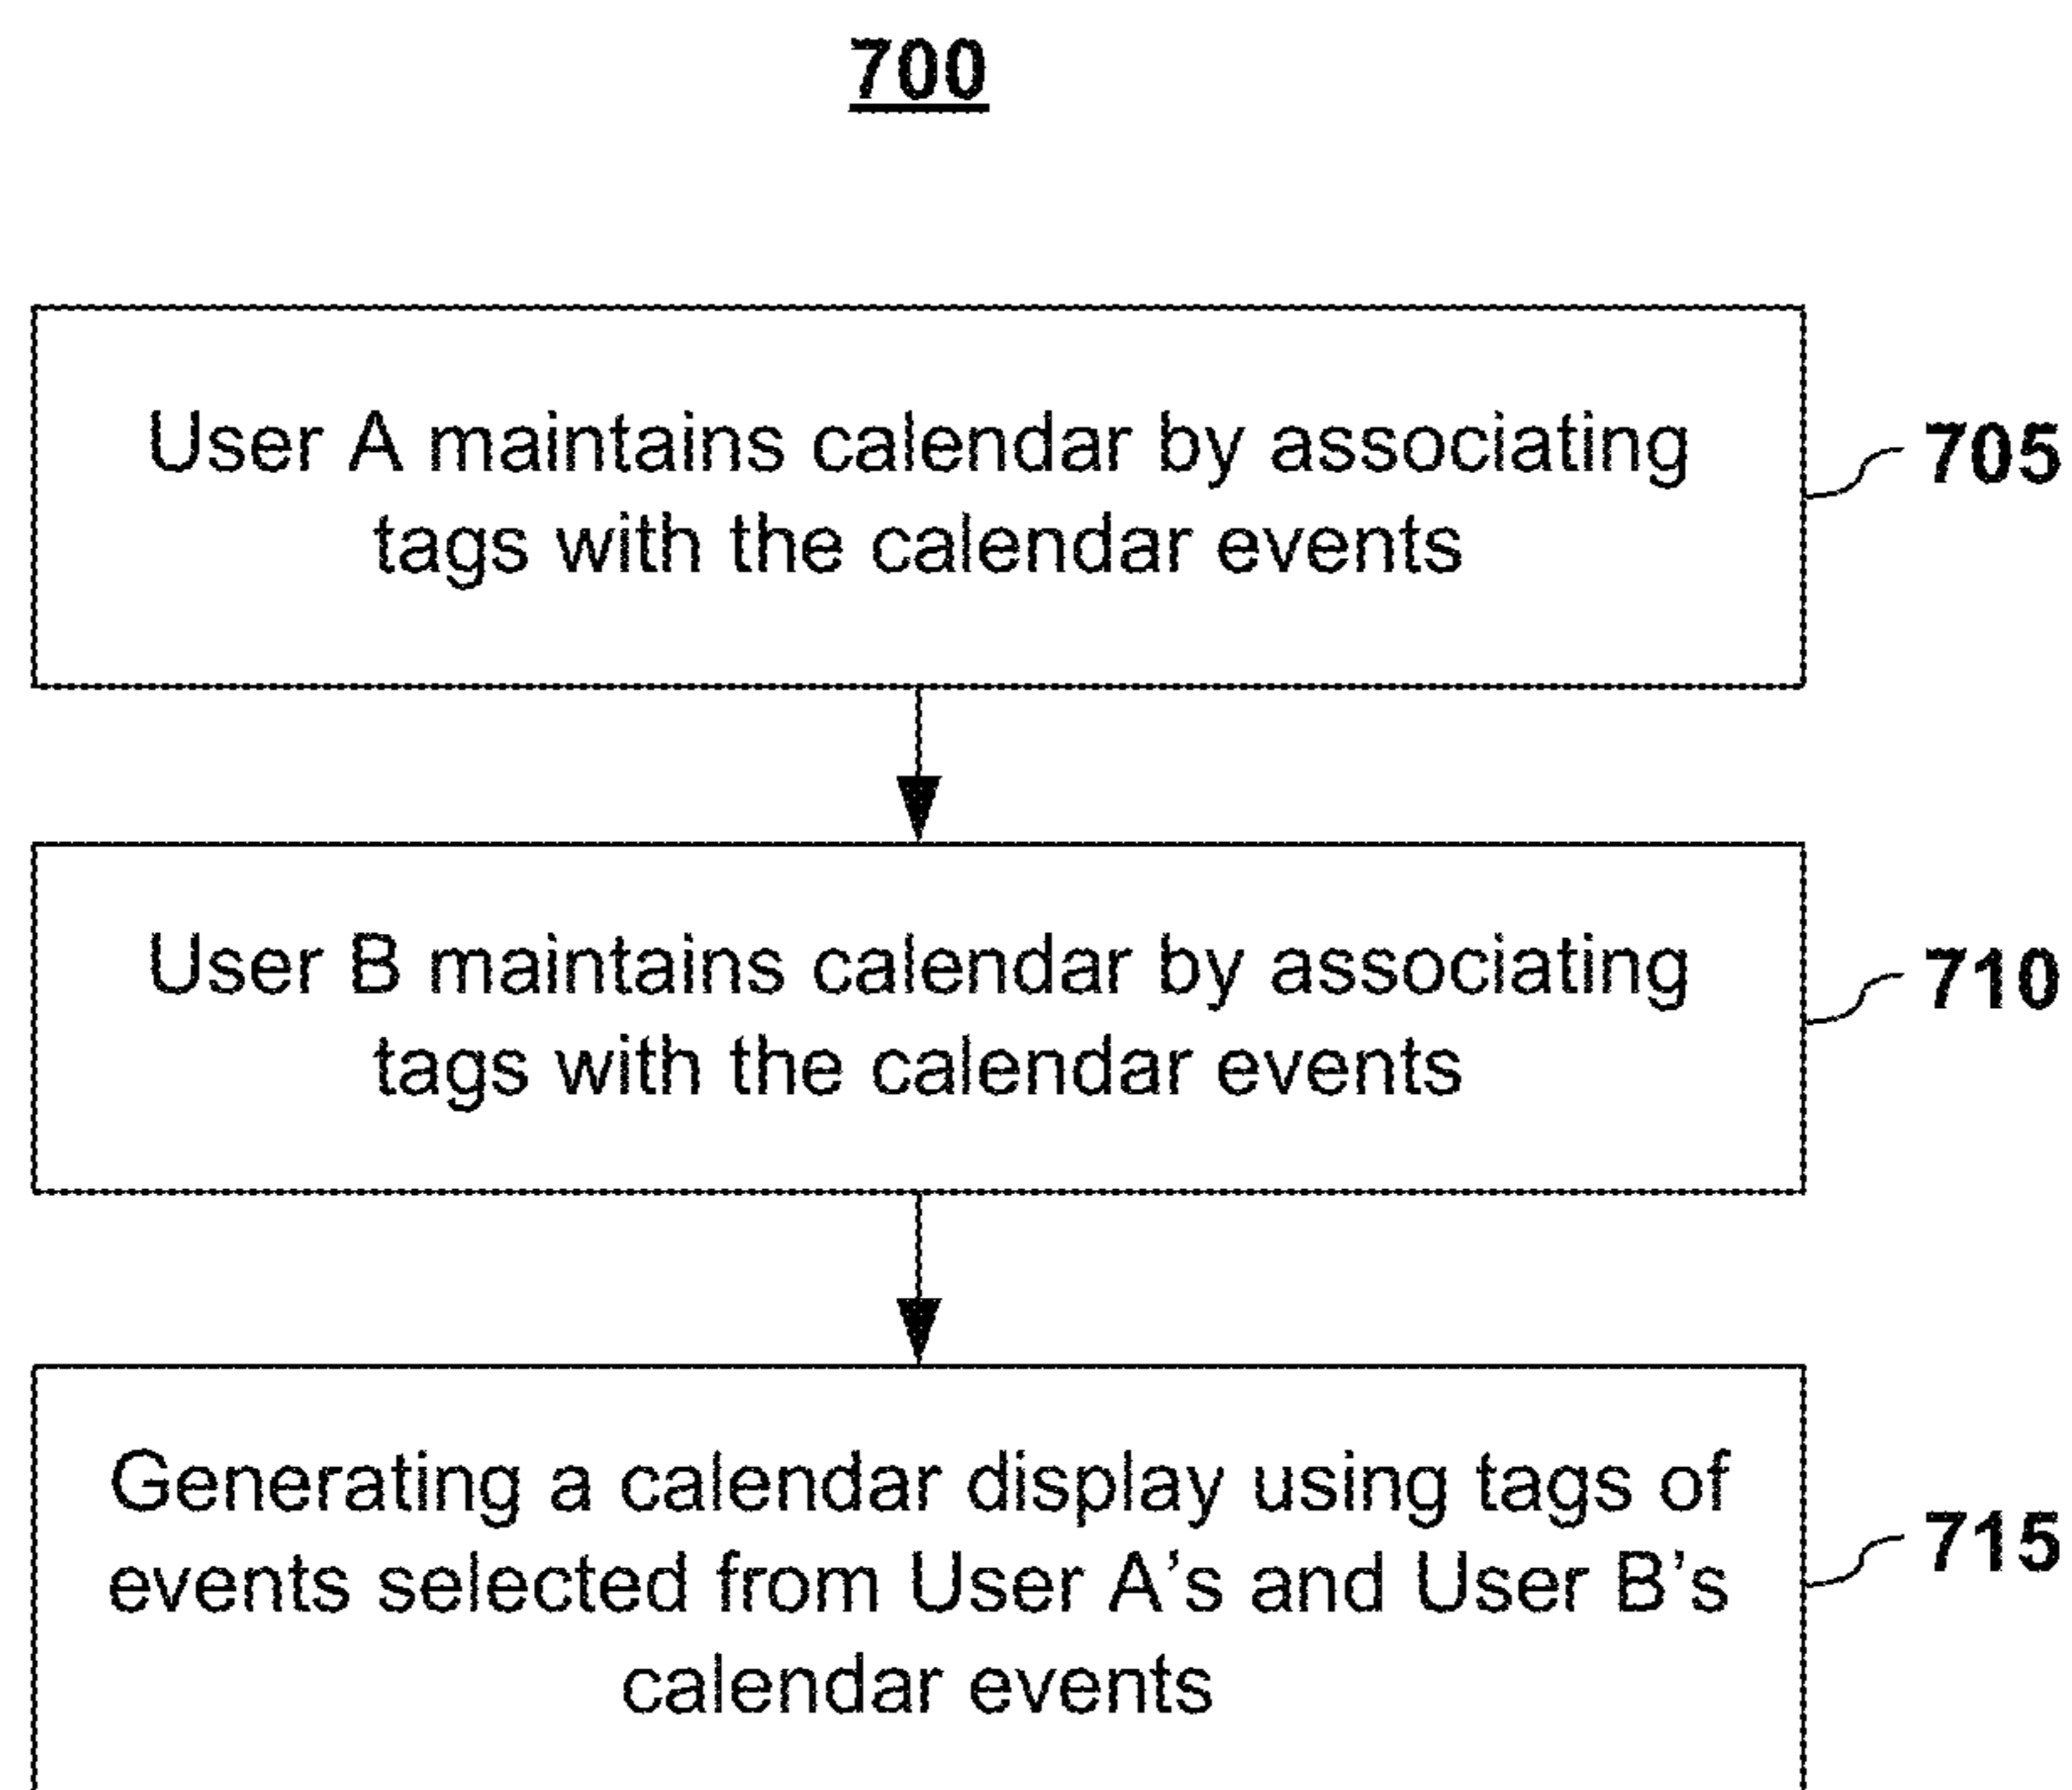 700
User A maintains calendar by associating
tags with the calendar events
705
User B maintains calendar by associating
tags with the calendar events
710
Generating a calendar display using tags of
events selected from User A's and User B's
calendar events
715